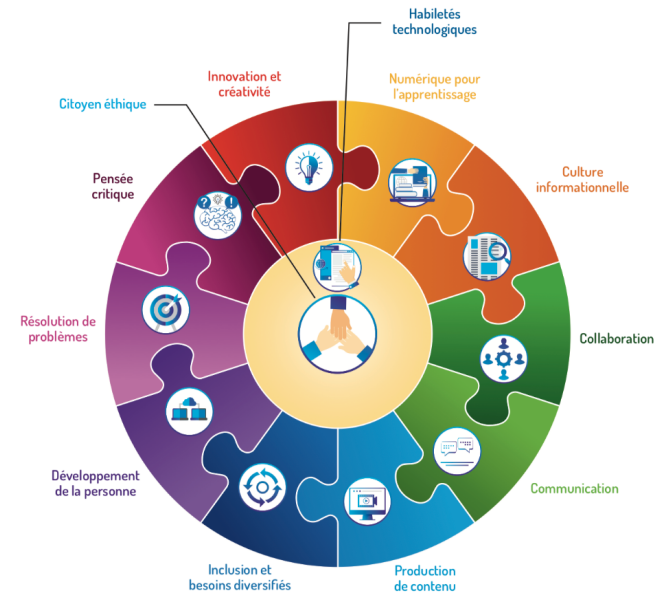 Habiletés
technologiques
Innovation et
créativité
Numérique pour
l'apprentissage
Citoyen éthique
Pensée
critique
Culture
informationnelle
Résolution de
problèmes
Collaboration
Développement
de la personne
Communication
Inclusion et
besoins diversifiés
Production
de contenu